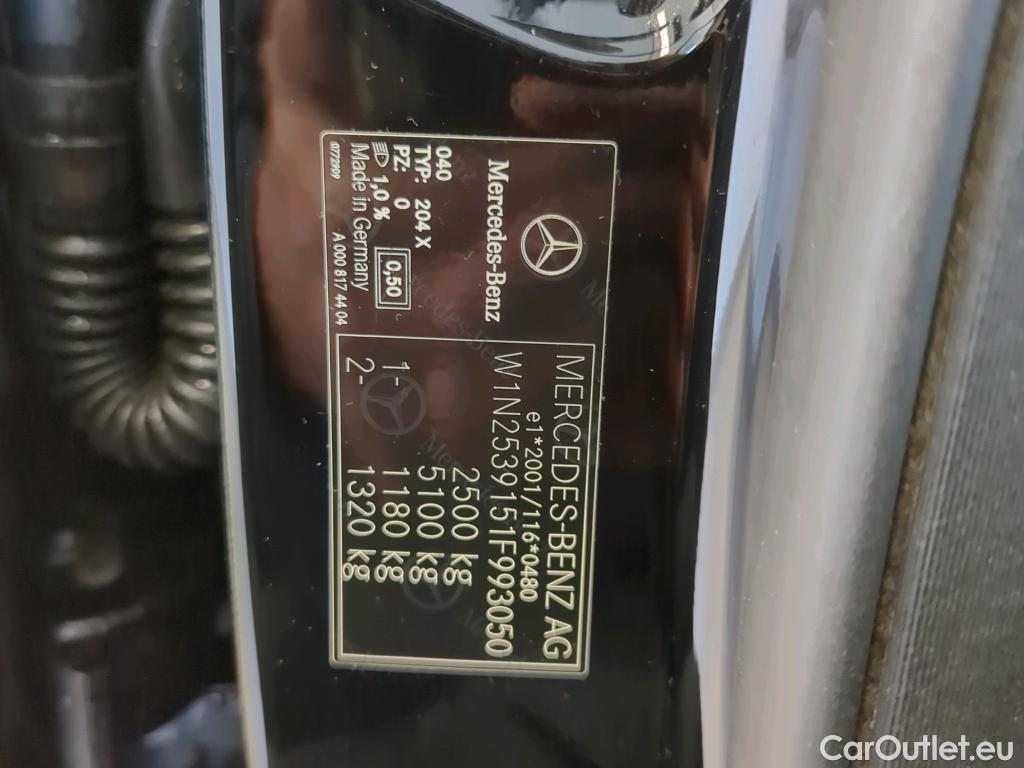 MERCEDES-BENZ AG
e1*2001/116*0480
W1N2539151F993050
2500 kg
5100 kg
1- 1180 kg
2- 1320 kg
Mercedes-Benz
040
TYP: 204 X
PZ: 0
1,0 % 0,50
Made in Germany
6072909 A 000 817 44 04
CarOutlet.eu